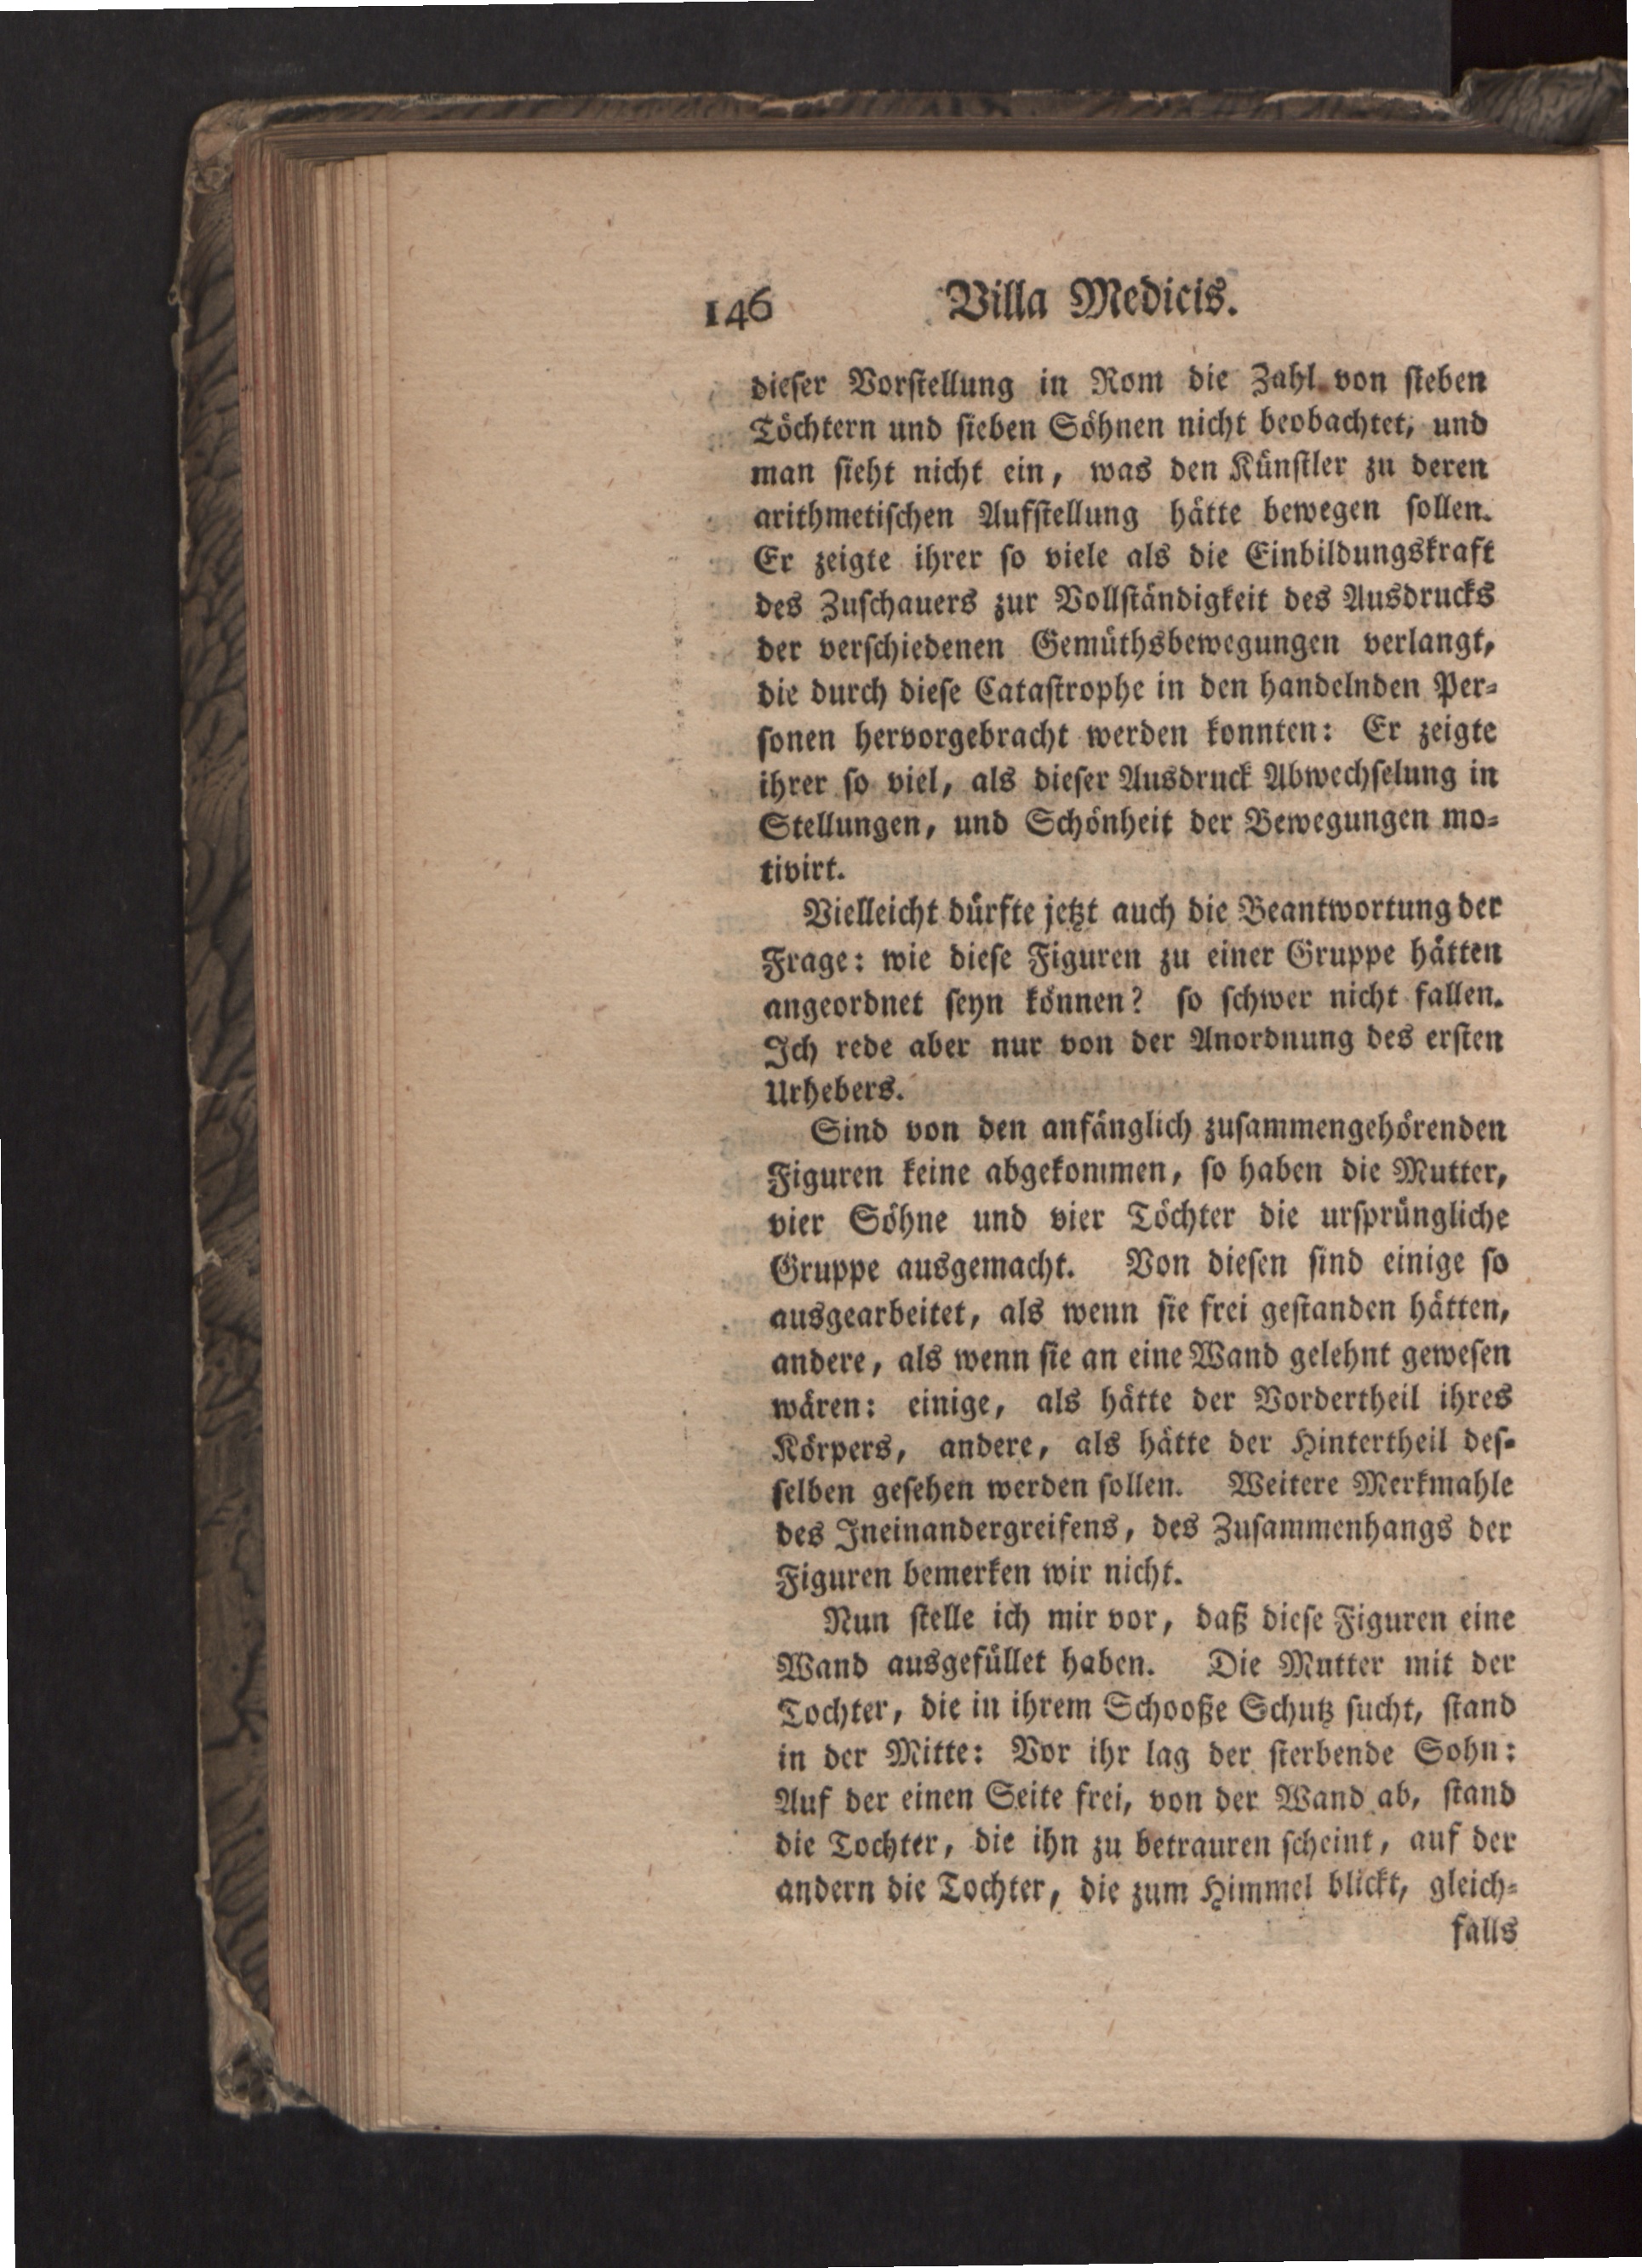 146 Villa Medicis.
dieser Vorstellung in Rom die Zahl von sieben
Töchtern und sieben Söhnen nicht beobachtet, und
man sieht nicht ein, was den Künstler zu deren
arithmetischen Aufstellung hätte bewegen sollen.
Er zeigte ihrer so viele als die Einbildungskraft
des Zuschauers zur Vollständigkeit des Ausdrucks
der verschiedenen Gemüthsbewegungen verlangt,
die durch diese Catastrophe in den handelnden Per-
sonen hervorgebracht werden konnten: Er zeigte
ihrer so viel, als dieser Ausdruck Abwechselung in
Stellungen, und Schönheit der Bewegungen mo-
tivirt.
Vielleicht dürfte jetzt auch die Beantwortung der
Frage: wie diese Figuren zu einer Gruppe hätten
angeordnet seyn können? so schwer nicht fallen.
Ich rede aber nur von der Anordnung des ersten
Urhebers.
Sind von den anfänglich zusammengehörenden
Figuren keine abgekommen, so haben die Mutter,
vier Söhne und vier Töchter die ursprüngliche
Gruppe ausgemacht. Von diesen sind einige so
ausgearbeitet, als wenn sie frei gestanden hätten,
andere, als wenn sie an eine Wand gelehnt gewesen
wären: einige, als hätte der Vordertheil ihres
Körpers, andere, als hätte der Hintertheil des-
selben gesehen werden sollen. Weitere Merkmahle
des Ineinandergreifens, des Zusammenhangs der
Figuren bemerken wir nicht.
Nun stelle ich mir vor, daß diese Figuren eine
Wand ausgefüllet haben. Die Mutter mit der
Tochter, die in ihrem Schooße Schutz sucht, stand
in der Mitte: Vor ihr lag der sterbende Sohn:
Auf der einen Seite frei, von der Wand ab, stand
die Tochter, die ihn zu betrauren scheint, auf der
andern die Tochter, die zum Himmel blickt, gleich-
falls